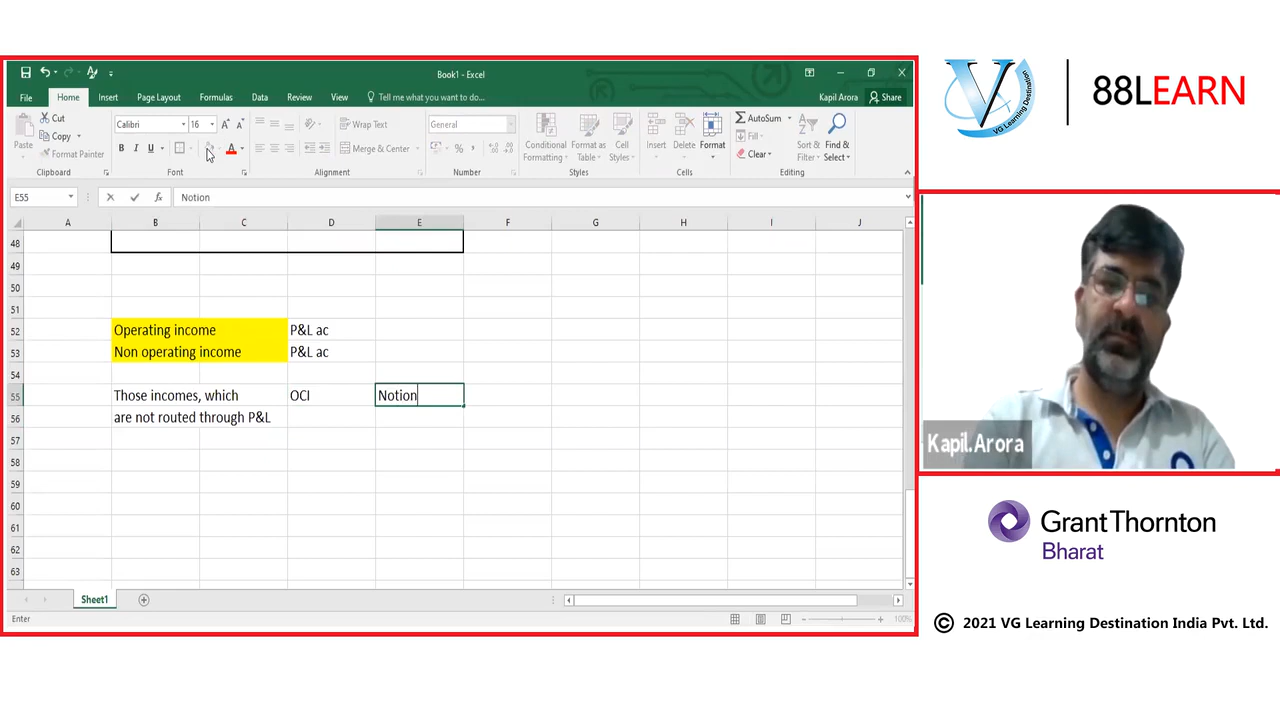 Book1 - Excel
File Home Insert Page Layout Formulas Data Review View Tell me what you want to do... Kapil Arora Share
Paste
Cut
Copy
Format Painter
Clipboard
Calibri 16
B I U A
Font
Wrap Text
Merge & Center
Alignment
General
%
Number
Conditional Formatting
Format as Table
Cell Styles
Styles
Insert Delete Format
Cells
AutoSum
Fill
Clear
Sort & Filter
Find & Select
Editing
E55 fx Notion
A B C D E F G H I J
48
49
50
51
52 Operating income P&L ac
53 Non operating income P&L ac
54
55 Those incomes, which OCI Notion
56 are not routed through P&L
57
58
59
60
61
62
63
Sheet1
Enter 100%
V
VG Learning Destination
88LEARN
Kapil.Arora
GrantThornton
Bharat
© 2021 VG Learning Destination India Pvt. Ltd.